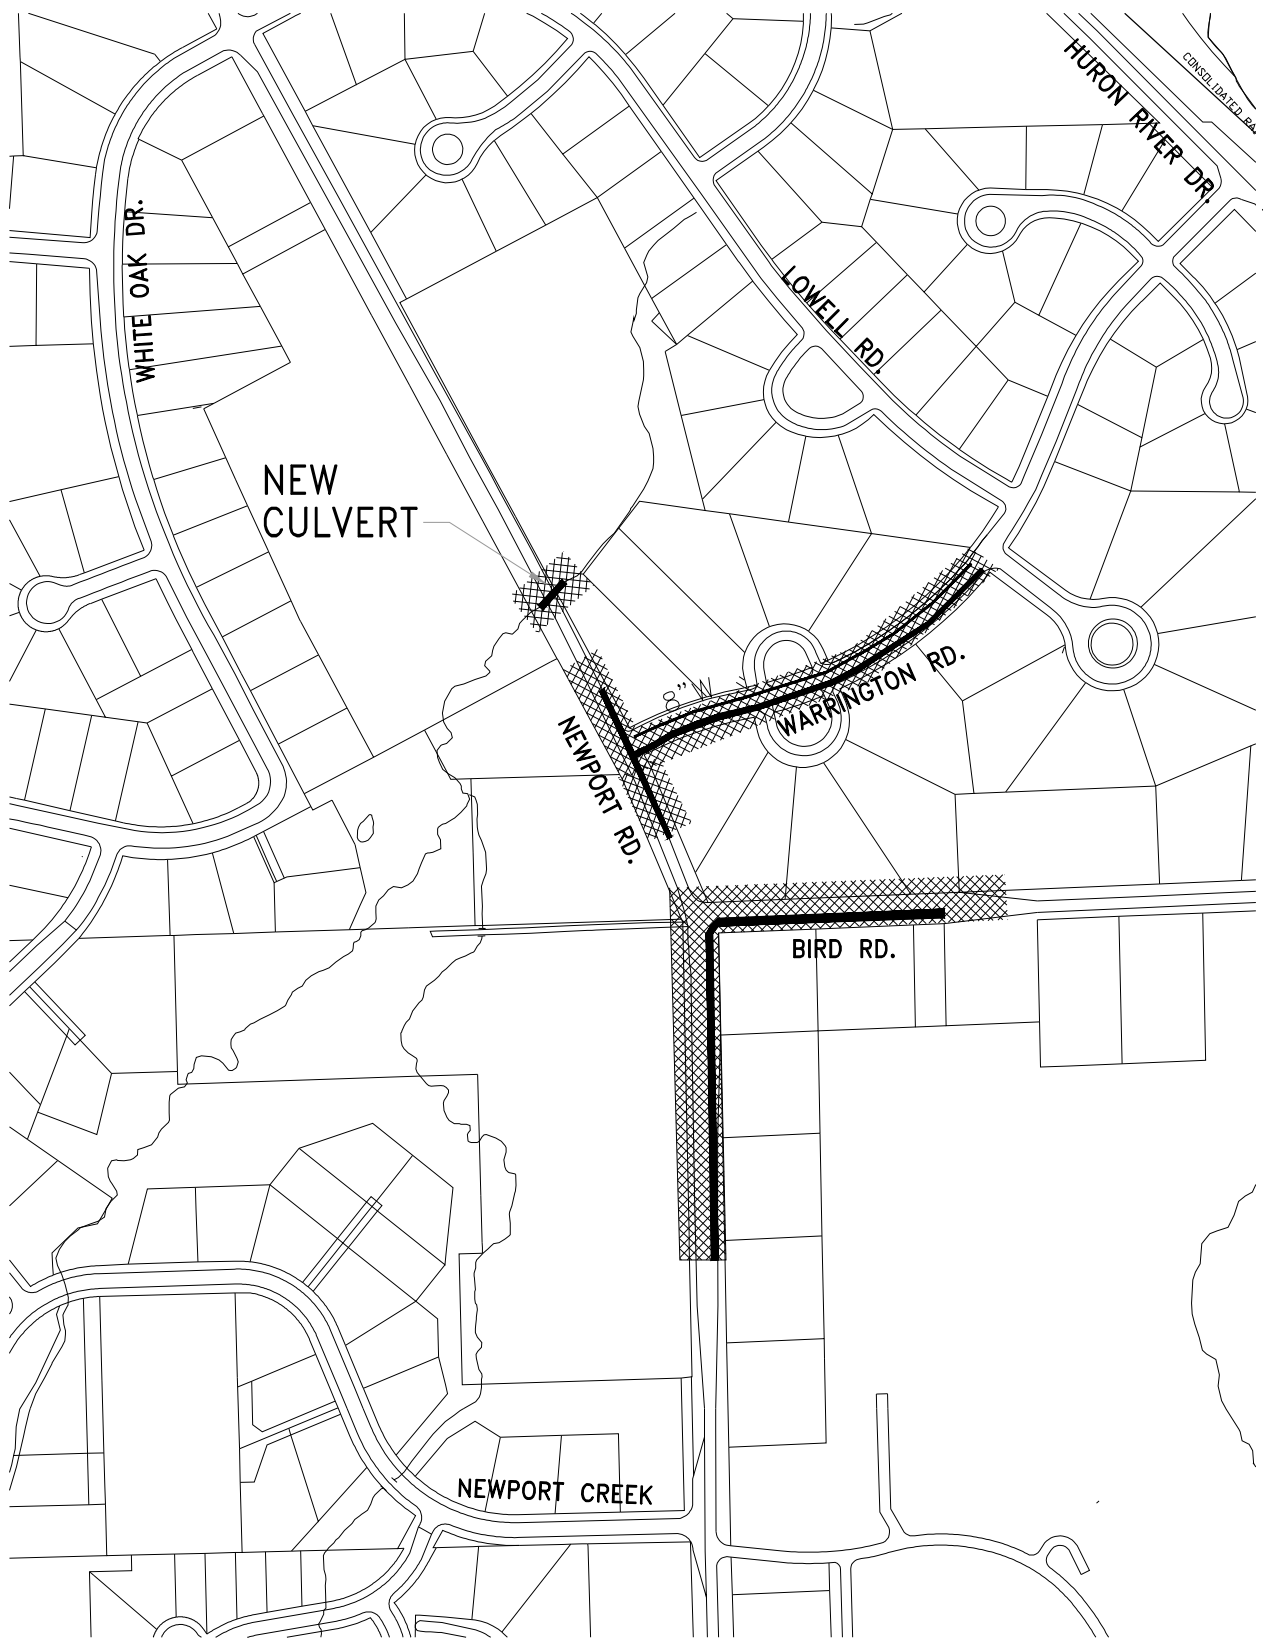 HURON RIVER DR.
CONSOLIDATED RA
WHITE OAK DR.
LOWELL RD.
NEW
CULVERT
8" W
WARRINGTON RD.
NEWPORT RD.
BIRD RD.
NEWPORT CREEK